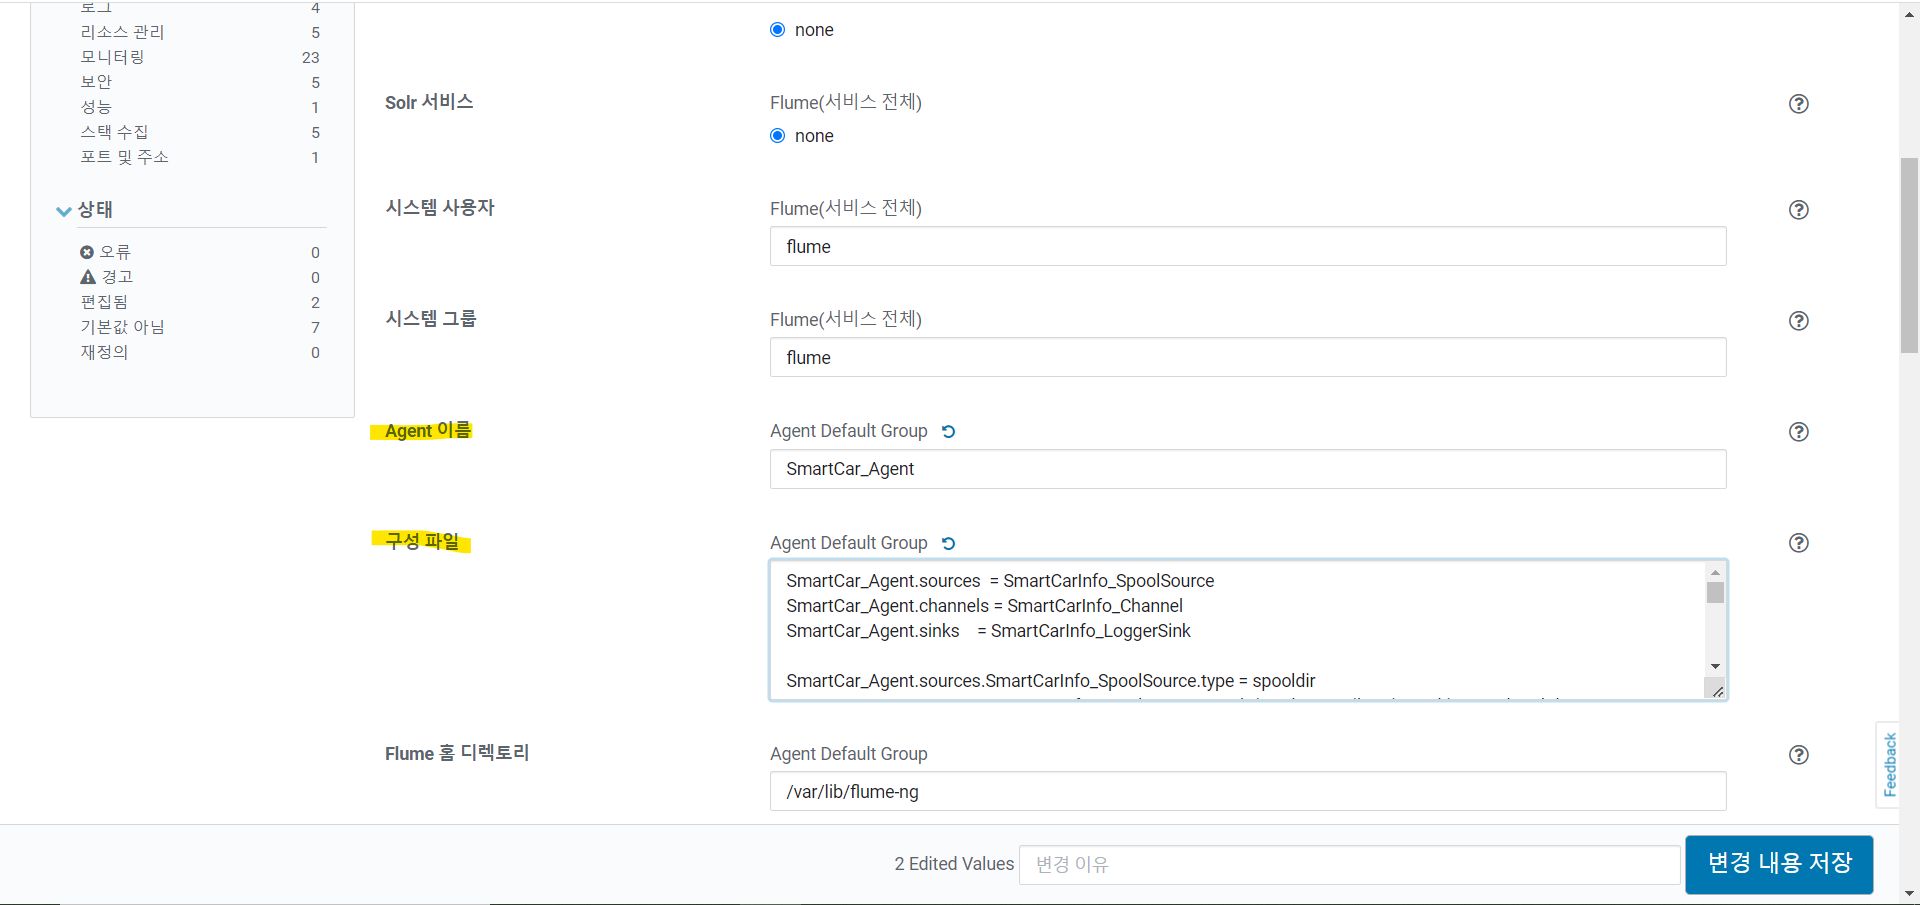 로그 4
리소스 관리 5
모니터링 23
보안 5
성능 1
스택 수집 5
포트 및 주소 1
상태
오류 0
경고 0
편집됨 2
기본값 아님 7
재정의 0
none
Solr 서비스 Flume(서비스 전체)
none
시스템 사용자 Flume(서비스 전체)
flume
시스템 그룹 Flume(서비스 전체)
flume
Agent 이름 Agent Default Group
SmartCar_Agent
구성 파일 Agent Default Group
SmartCar_Agent.sources  = SmartCarInfo_SpoolSource
SmartCar_Agent.channels = SmartCarInfo_Channel
SmartCar_Agent.sinks    = SmartCarInfo_LoggerSink
SmartCar_Agent.sources.SmartCarInfo_SpoolSource.type = spooldir
Flume 홈 디렉토리 Agent Default Group
/var/lib/flume-ng
Feedback
2 Edited Values 변경 이유 변경 내용 저장